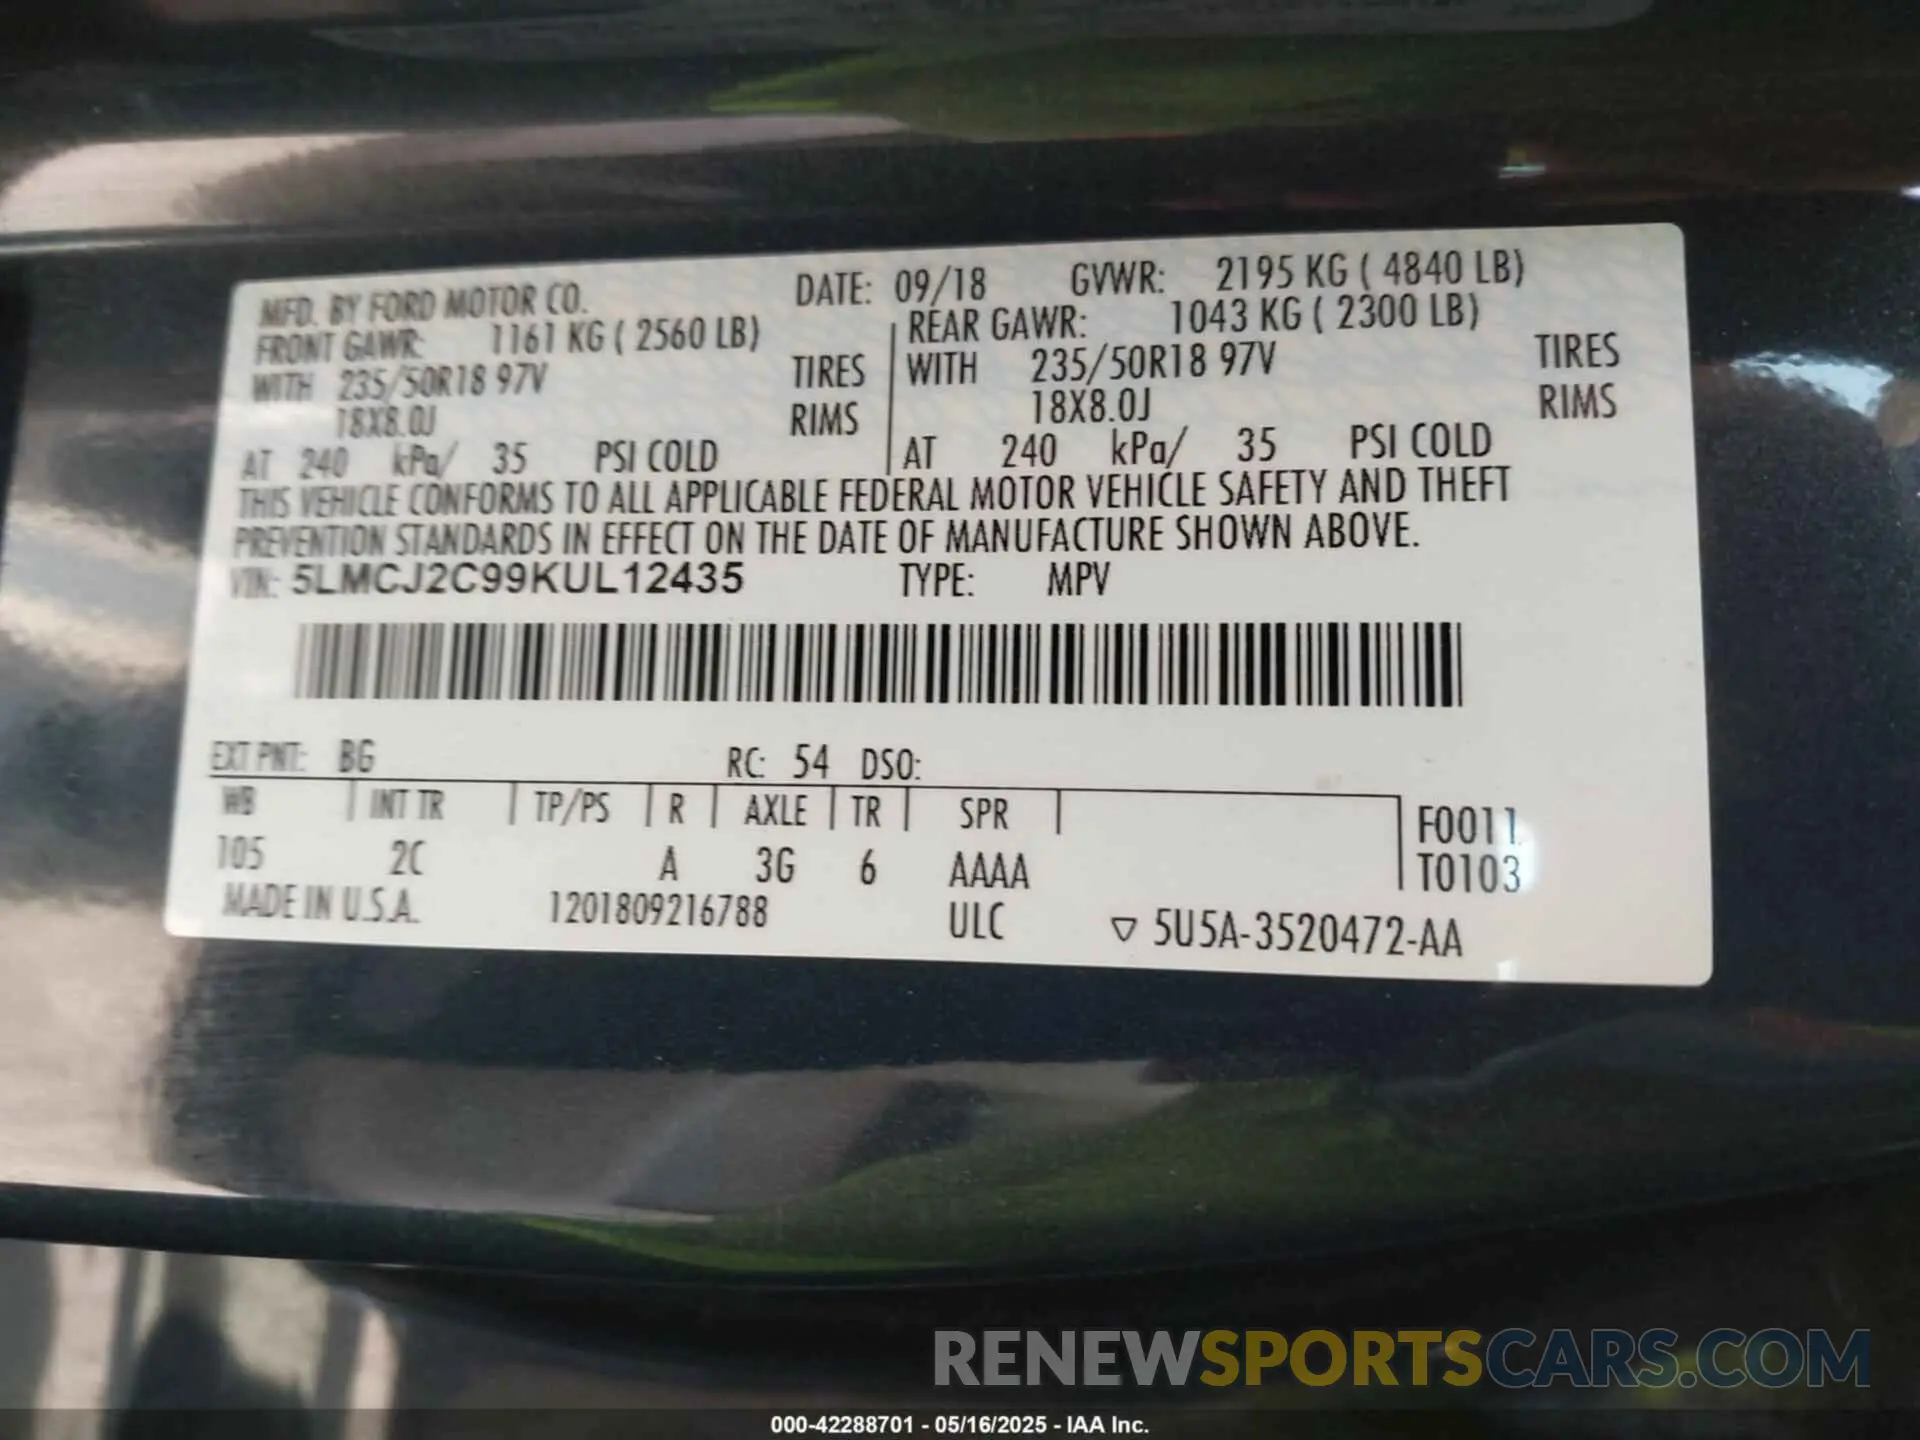 MFD. BY FORD MOTOR CO. DATE: 09/18 GVWR: 2195 KG ( 4840 LB)
FRONT GAWR: 1161 KG ( 2560 LB) REAR GAWR: 1043 KG ( 2300 LB)
WITH 235/50R18 97V TIRES WITH 235/50R18 97V TIRES
18X8.0J RIMS 18X8.0J RIMS
AT 240 kPa/ 35 PSI COLD AT 240 kPa/ 35 PSI COLD
THIS VEHICLE CONFORMS TO ALL APPLICABLE FEDERAL MOTOR VEHICLE SAFETY AND THEFT
PREVENTION STANDARDS IN EFFECT ON THE DATE OF MANUFACTURE SHOWN ABOVE.
VIN: 5LMCJ2C99KUL12435 TYPE: MPV
EXT PNT: BG RC: 54 DSO:
WB INT TR TP/PS R AXLE TR SPR F0011
105 2C A 3G 6 AAAA T0103
MADE IN U.S.A. 1201809216788 ULC ▽ 5U5A-3520472-AA
RENEWSPORTSCARS.COM
000-42288701 - 05/16/2025 - IAA Inc.